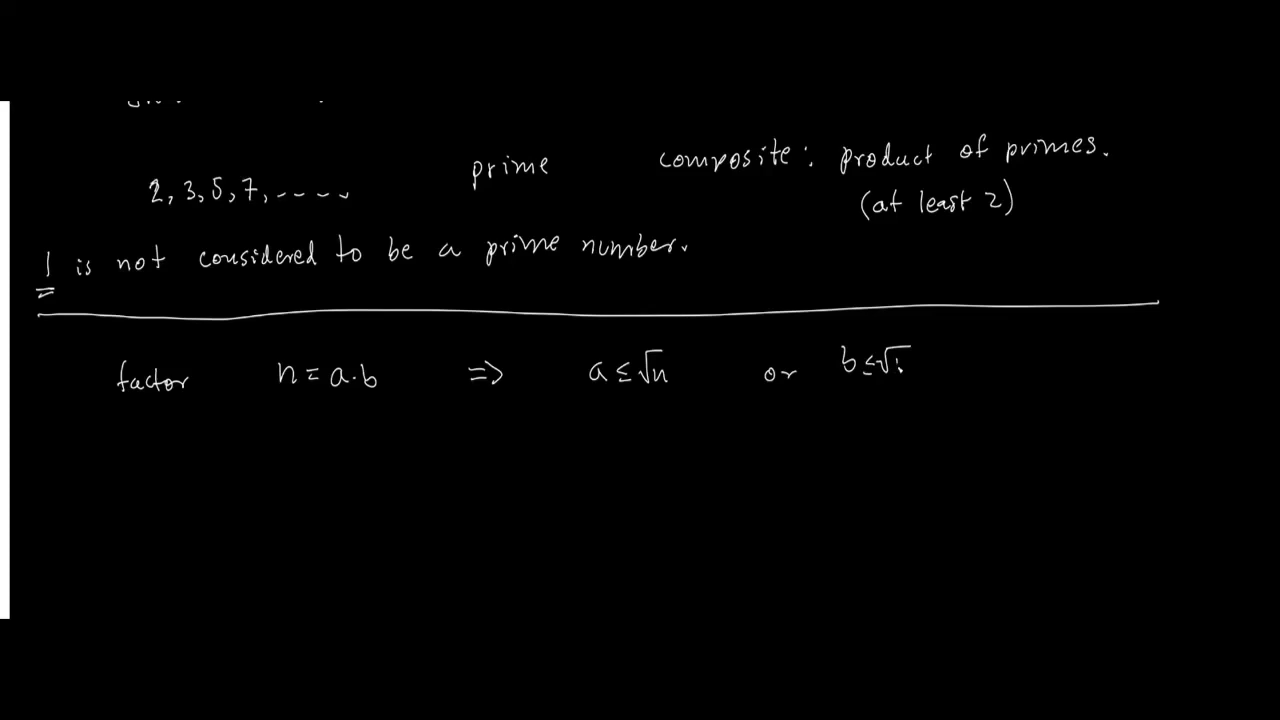 prime composite: product of primes.
2, 3, 5, 7, ----.
(at least 2)
1 is not considered to be a prime number.
factor n = a.b => a ≤ √n or b ≤ √